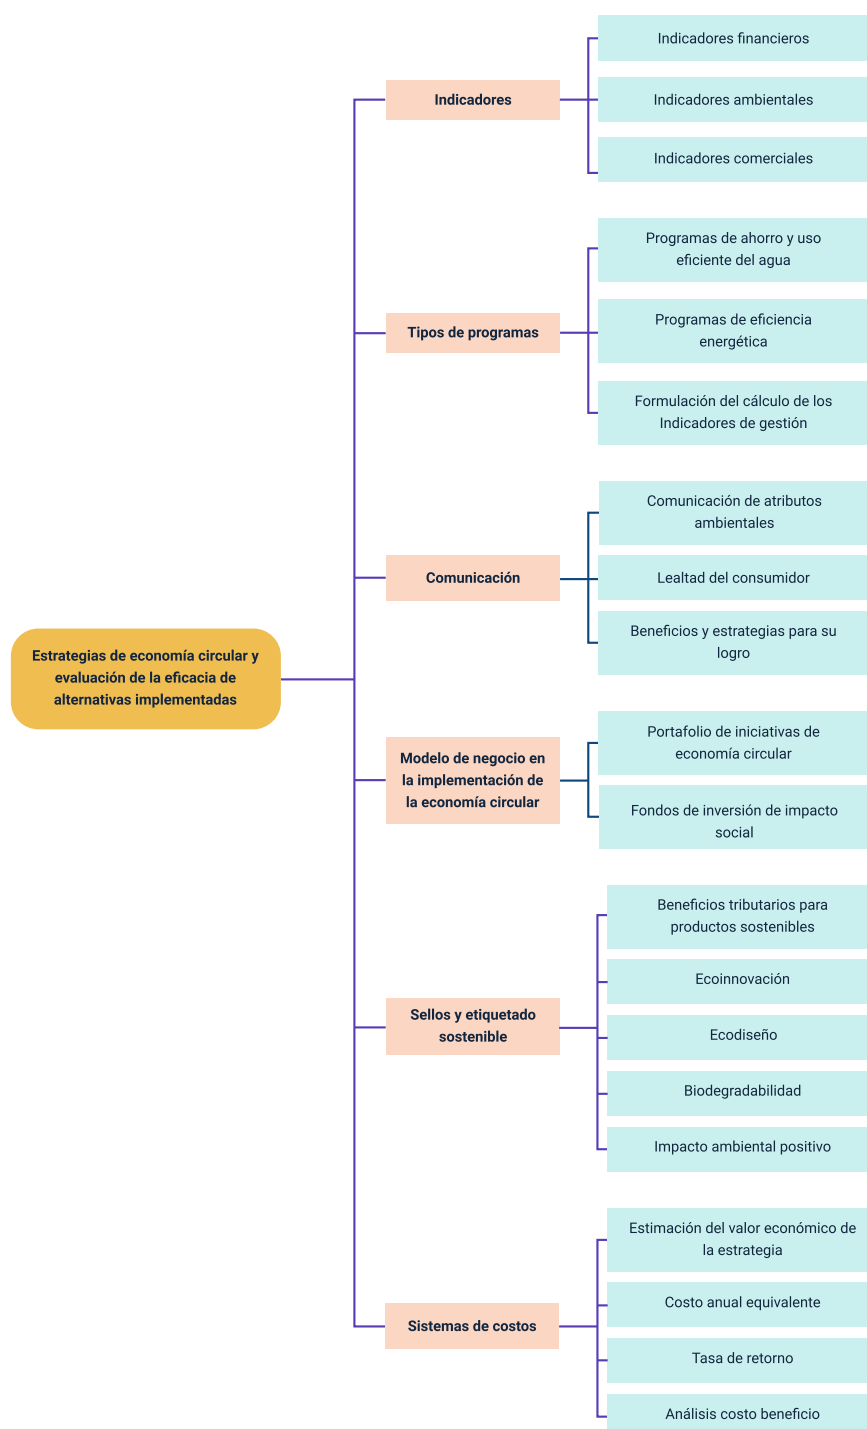 Estrategias de economía circular y
evaluación de la eficacia de
alternativas implementadas
Indicadores
Indicadores financieros
Indicadores ambientales
Indicadores comerciales
Tipos de programas
Programas de ahorro y uso
eficiente del agua
Programas de eficiencia
energética
Formulación del cálculo de los
Indicadores de gestión
Comunicación
Comunicación de atributos
ambientales
Lealtad del consumidor
Beneficios y estrategias para su
logro
Modelo de negocio en
la implementación de
la economía circular
Portafolio de iniciativas de
economía circular
Fondos de inversión de impacto
social
Sellos y etiquetado
sostenible
Beneficios tributarios para
productos sostenibles
Ecoinnovación
Ecodiseño
Biodegradabilidad
Impacto ambiental positivo
Sistemas de costos
Estimación del valor económico de
la estrategia
Costo anual equivalente
Tasa de retorno
Análisis costo beneficio